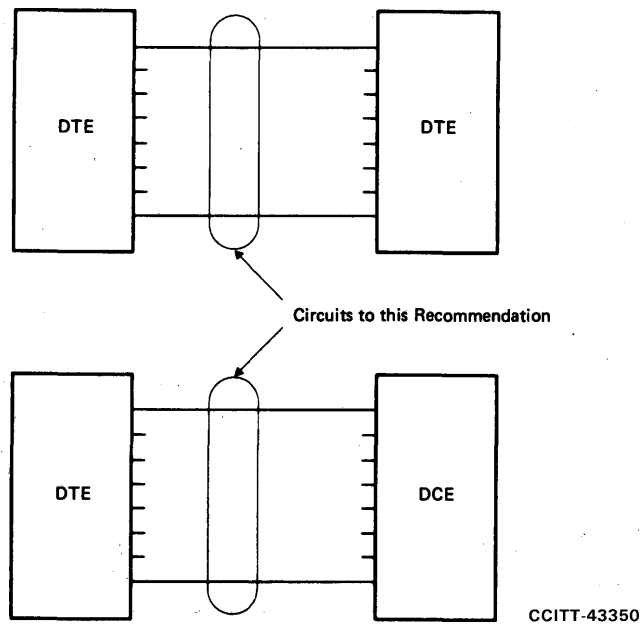 DTE
DTE
Circuits to this Recommendation
DTE
DCE
CCITT-43350